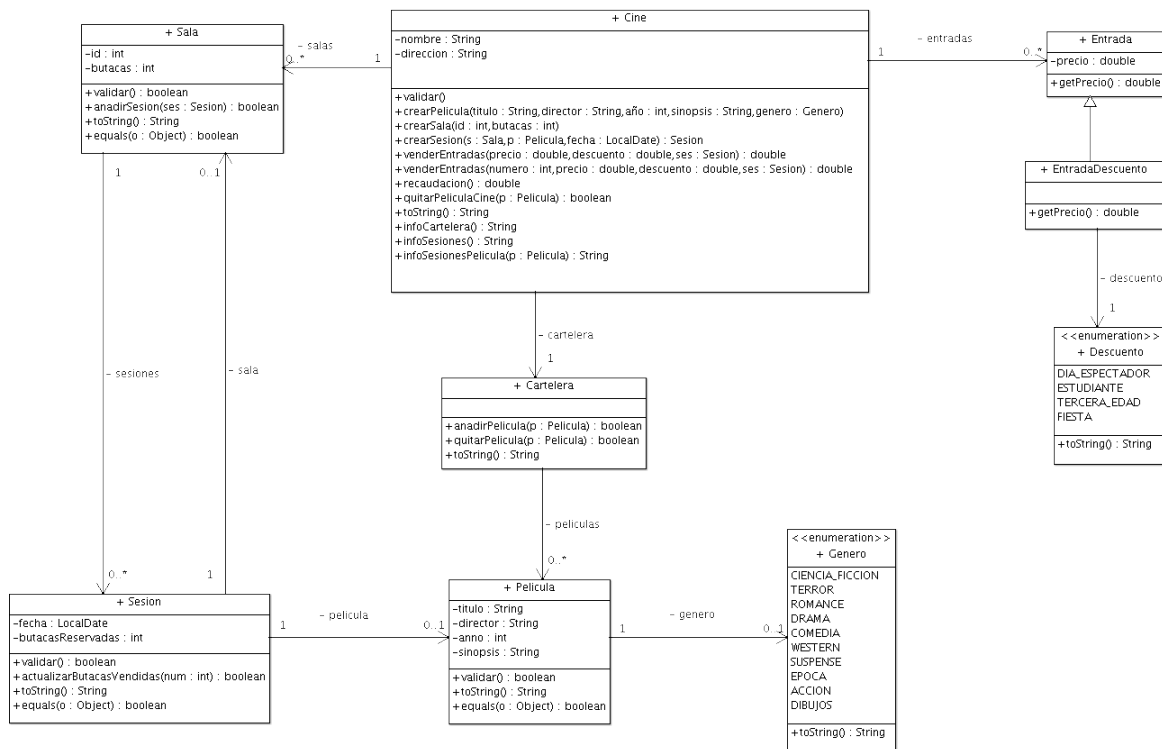 + Sala
-id : int
-butacas : int
+validar() : boolean
+anadirSesion(ses : Sesion) : boolean
+toString() : String
+equals(o : Object) : boolean
- salas
0..*
1
+ Cine
-nombre : String
-direccion : String
+validar()
+crearPelicula(titulo : String,director : String,año : int,sinopsis : String,genero : Genero)
+crearSala(id : int,butacas : int)
+crearSesion(s : Sala,p : Pelicula,fecha : LocalDate) : Sesion
+venderEntradas(precio : double,descuento : double,ses : Sesion) : double
+venderEntradas(numero : int,precio : double,descuento : double,ses : Sesion) : double
+recaudacion() : double
+quitarPeliculaCine(p : Pelicula) : boolean
+toString() : String
+infoCartelera() : String
+infoSesiones() : String
+infoSesionesPelicula(p : Pelicula) : String
1
- entradas
0..*
+ Entrada
-precio : double
+getPrecio() : double
+ EntradaDescuento
+getPrecio() : double
- descuento
1
<<enumeration>>
+ Descuento
DIA_ESPECTADOR
ESTUDIANTE
TERCERA_EDAD
FIESTA
+toString() : String
1
0..1
- sesiones
- sala
0..*
1
- cartelera
1
+ Cartelera
+anadirPelicula(p : Pelicula) : boolean
+quitarPelicula(p : Pelicula) : boolean
+toString() : String
- peliculas
0..*
+ Sesion
-fecha : LocalDate
-butacasReservadas : int
+validar() : boolean
+actualizarButacasVendidas(num : int) : boolean
+toString() : String
+equals(o : Object) : boolean
- pelicula
1
0..1
+ Pelicula
-titulo : String
-director : String
-anno : int
-sinopsis : String
+validar() : boolean
+toString() : String
+equals(o : Object) : boolean
- genero
1
0..1
<<enumeration>>
+ Genero
CIENCIA_FICCION
TERROR
ROMANCE
DRAMA
COMEDIA
WESTERN
SUSPENSE
EPOCA
ACCION
DIBUJOS
+toString() : String